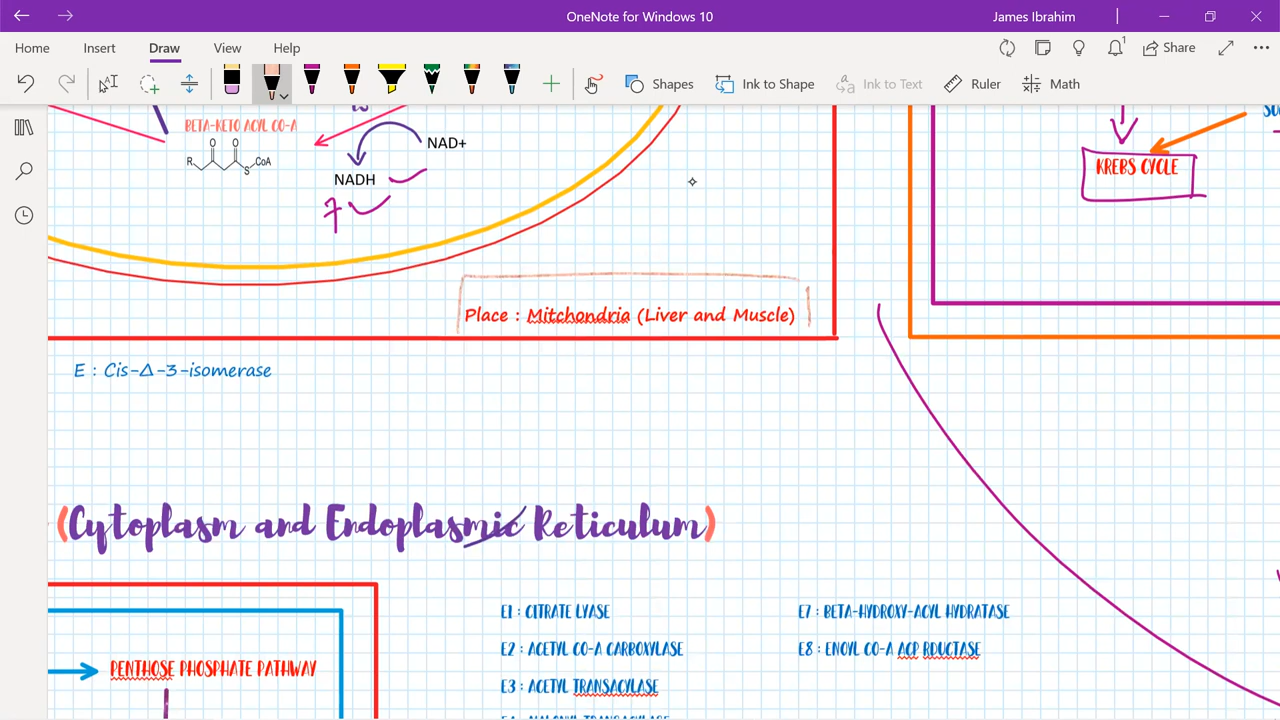 OneNote for Windows 10
James Ibrahim
Home Insert Draw View Help
1
Share
Shapes
Ink to Shape
Ink to Text
Ruler
Math
BETA-KETO ACYL CO-A
R O O S CoA
NAD+
NADH
7
KREBS CYCLE
Place : Mitchondria (Liver and Muscle)
E : Cis-Δ-3-isomerase
(Cytoplasm and Endoplasmic Reticulum)
E1 : CITRATE LYASE
E2 : ACETYL CO-A CARBOXYLASE
E3 : ACETYL TRANSACYLASE
E7 : BETA-HYDROXY-ACYL HYDRATASE
E8 : ENOYL CO-A ACP RDUCTASE
PENTHOSE PHOSPHATE PATHWAY